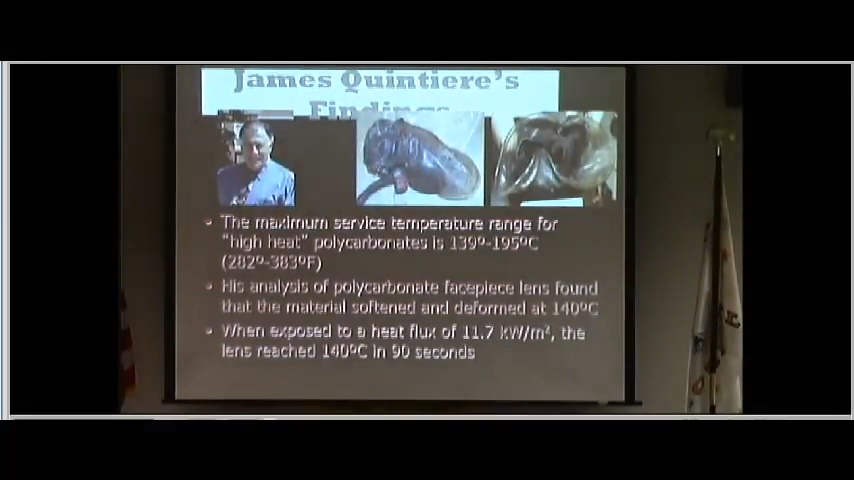 James Quintiere's
Findings
The maximum service temperature range for
"high heat" polycarbonates is 139º-195ºC
(282º-383ºF)
His analysis of polycarbonate facepiece lens found
that the material softened and deformed at 140ºC
When exposed to a heat flux of 11.7 kW/m², the
lens reached 140ºC in 90 seconds